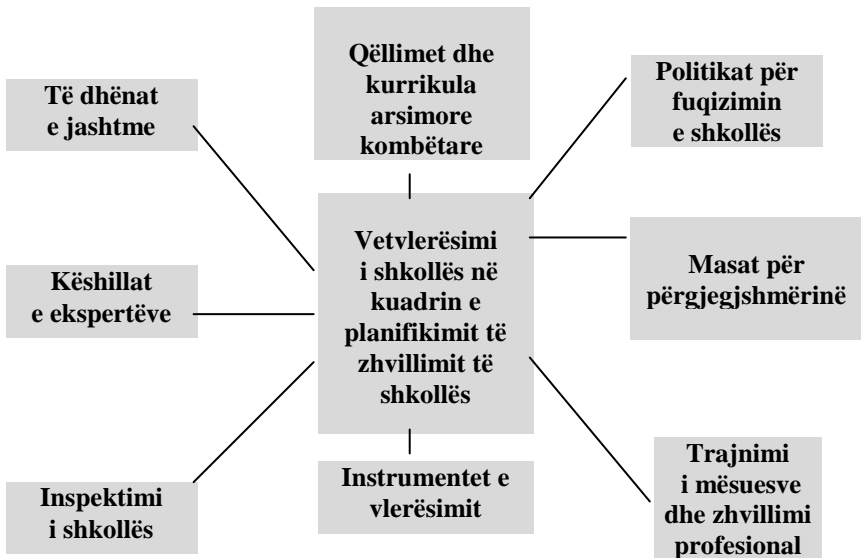 Qëllimet dhe
kurrikula
arsimore
kombëtare
Të dhënat
e jashtme
Politikat për
fuqizimin
e shkollës
Vetvlerësimi
i shkollës në
kuadrin e
planifikimit të
zhvillimit të
shkollës
Këshillat
e ekspertëve
Masat për
përgjegjshmërinë
Inspektimi
i shkollës
Instrumentet e
vlerësimit
Trajnimi
i mësuesve
dhe zhvillimi
profesional